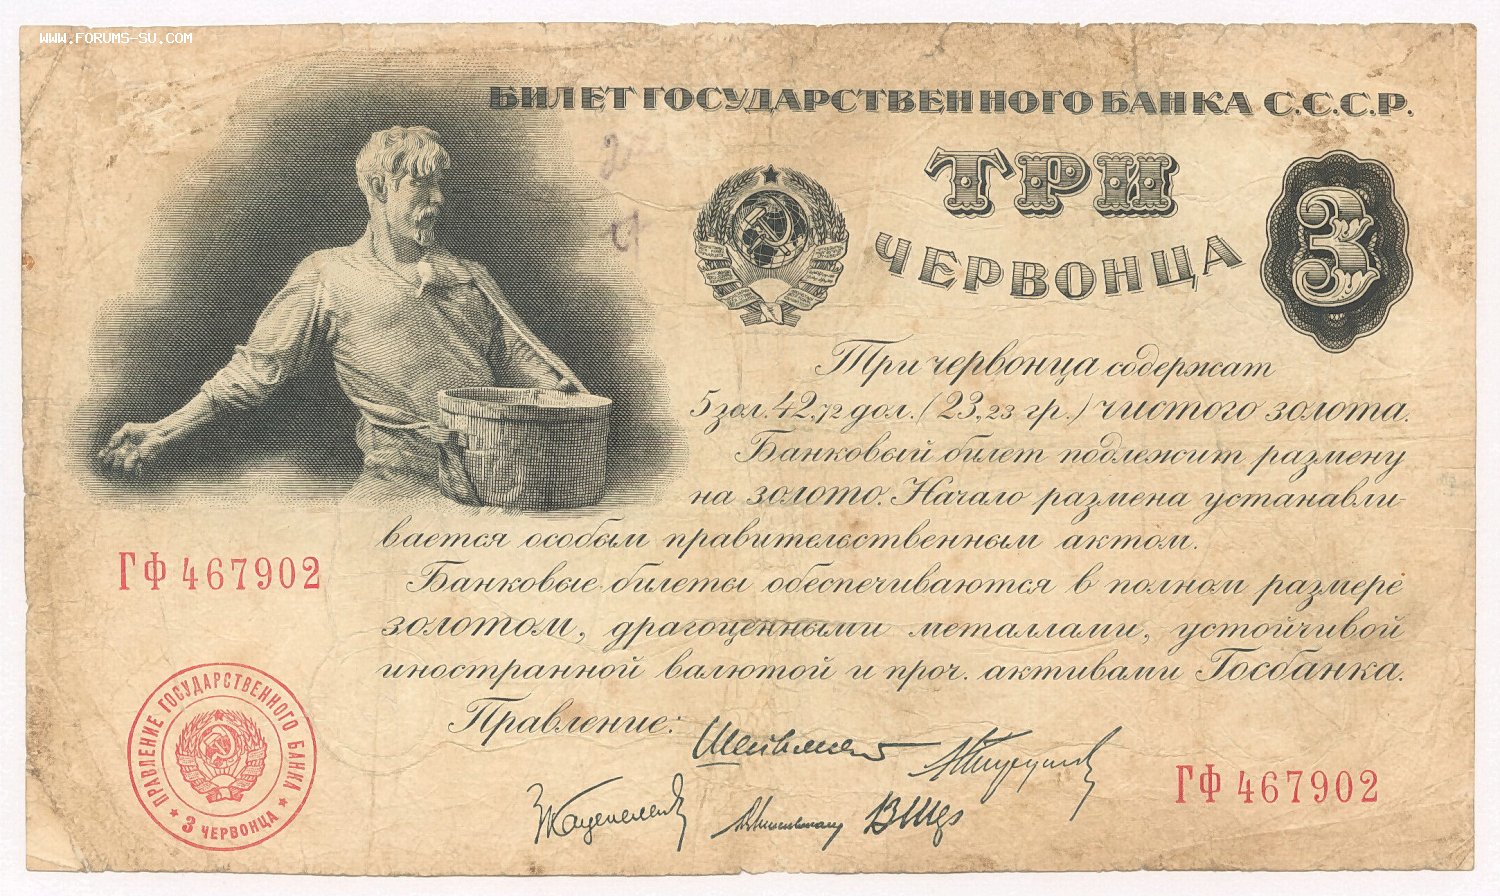 WWW.FORUMS-SU.COM
БИЛЕТ ГОСУДАРСТВЕННОГО БАНКА С.С.С.Р.
ТРИ
ЧЕРВОНЦА
3
Три червонца содержат
5 зол. 42,72 дол. (23,23 гр.) чистого золота.
Банковый билет подлежит размену
на золото. Начало размена устанавли-
вается особым правительственным актом.
Банковые билеты обеспечиваются в полном размере
золотом, драгоценными металлами, устойчивой
иностранной валютой и проч. активами Госбанка.
Правление:
ГФ 467902
ПРАВЛЕНИЕ ГОСУДАРСТВЕННОГО БАНКА
3 ЧЕРВОНЦА
ГФ 467902